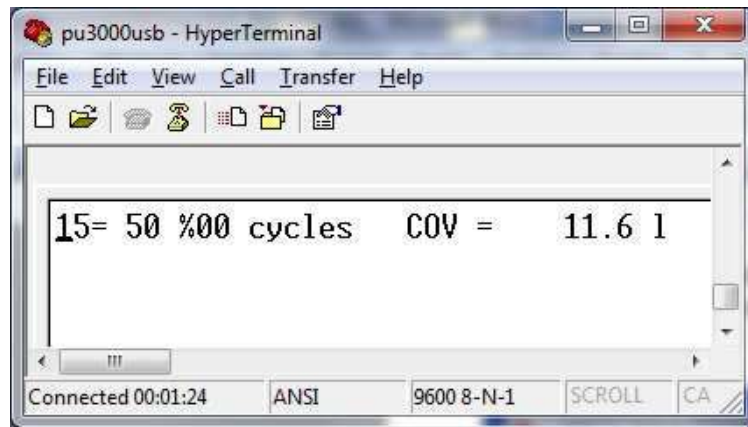 pu3000usb - HyperTerminal
File Edit View Call Transfer Help
15= 50 %00 cycles COV = 11.6 l
Connected 00:01:24 ANSI 9600 8-N-1 SCROLL CA